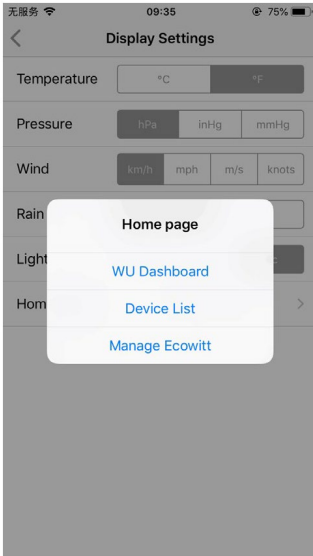 无服务 09:35 75%
Display Settings
Temperature °C °F
Pressure hPa inHg mmHg
Wind km/h mph m/s knots
Rain
Home page
Light
WU Dashboard
Hom
Device List
Manage Ecowitt